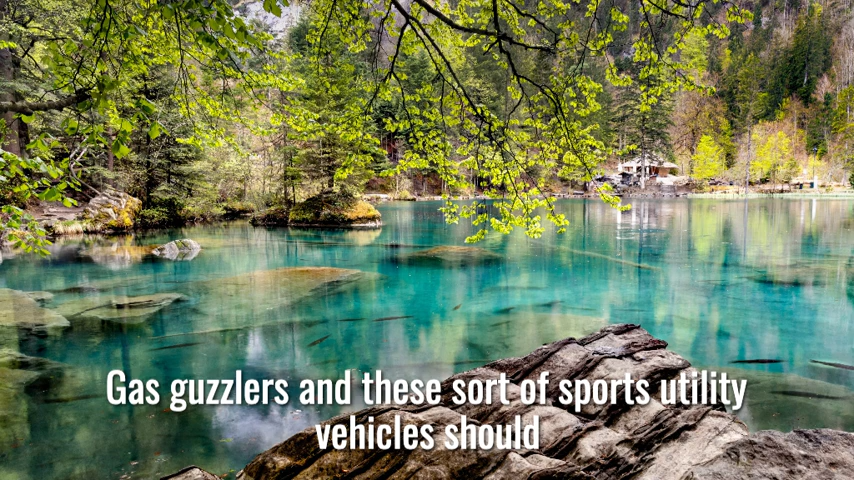 Gas guzzlers and these sort of sports utility
vehicles should